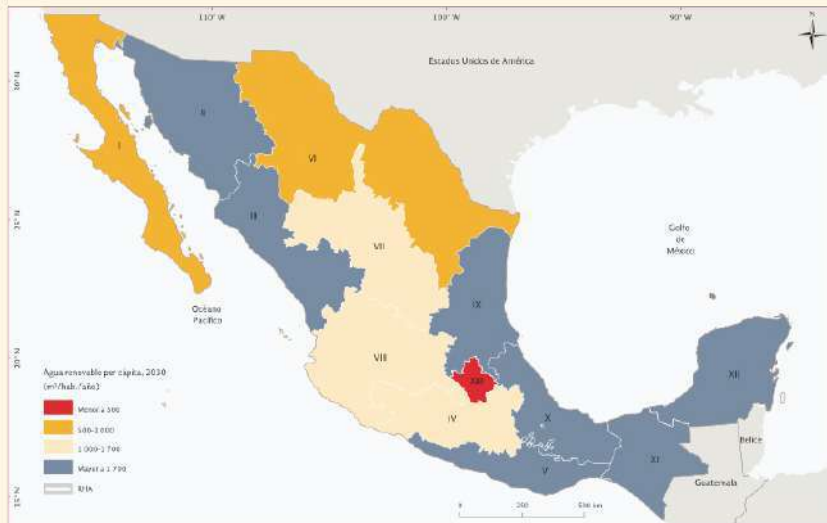 110° W
100° W
90° W
N
Estados Unidos de América
30° N
I
II
VI
III
25° N
VII
Golfo
de
México
Océano
Pacífico
IX
20° N
VIII
XIII
XII
IV
X
V
XI
Belice
Guatemala
15° N
Agua renovable per cápita, 2030
(m³/hab./año)
Menor a 500
500-1 000
1 000-1 700
Mayor a 1 700
RHA
0
250
500 km